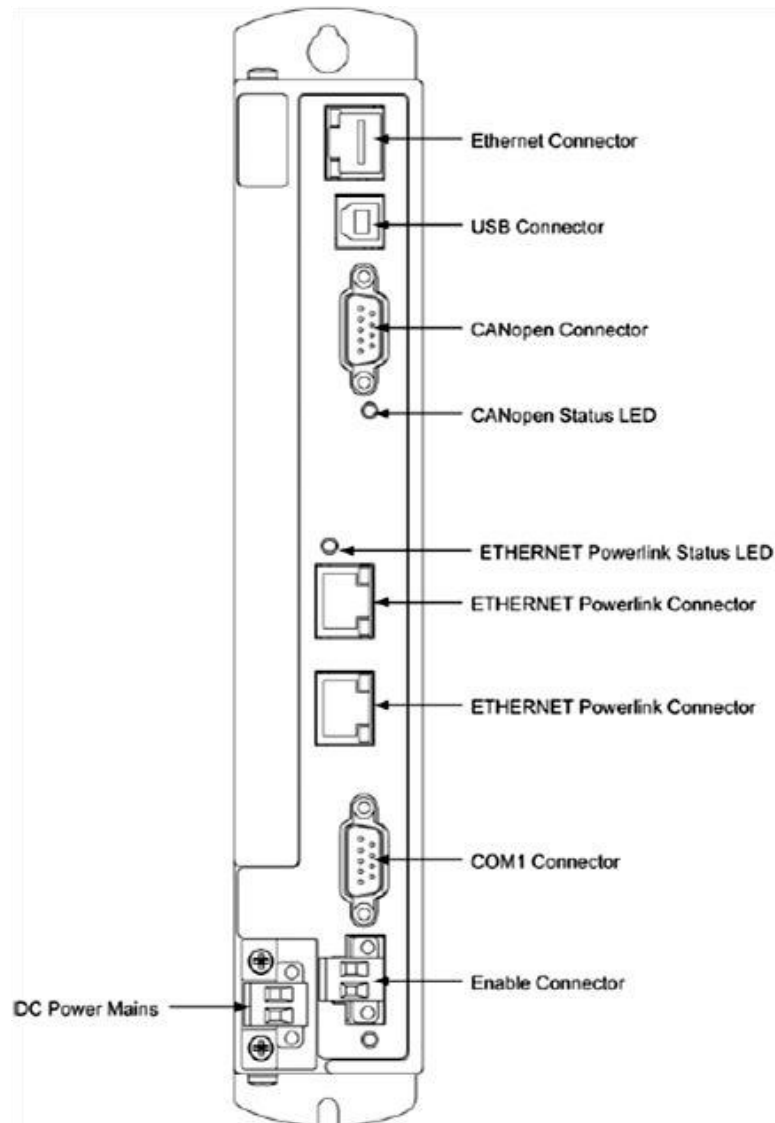 Ethernet Connector
USB Connector
CANopen Connector
CANopen Status LED
ETHERNET Powerlink Status LED
ETHERNET Powerlink Connector
ETHERNET Powerlink Connector
COM1 Connector
Enable Connector
DC Power Mains